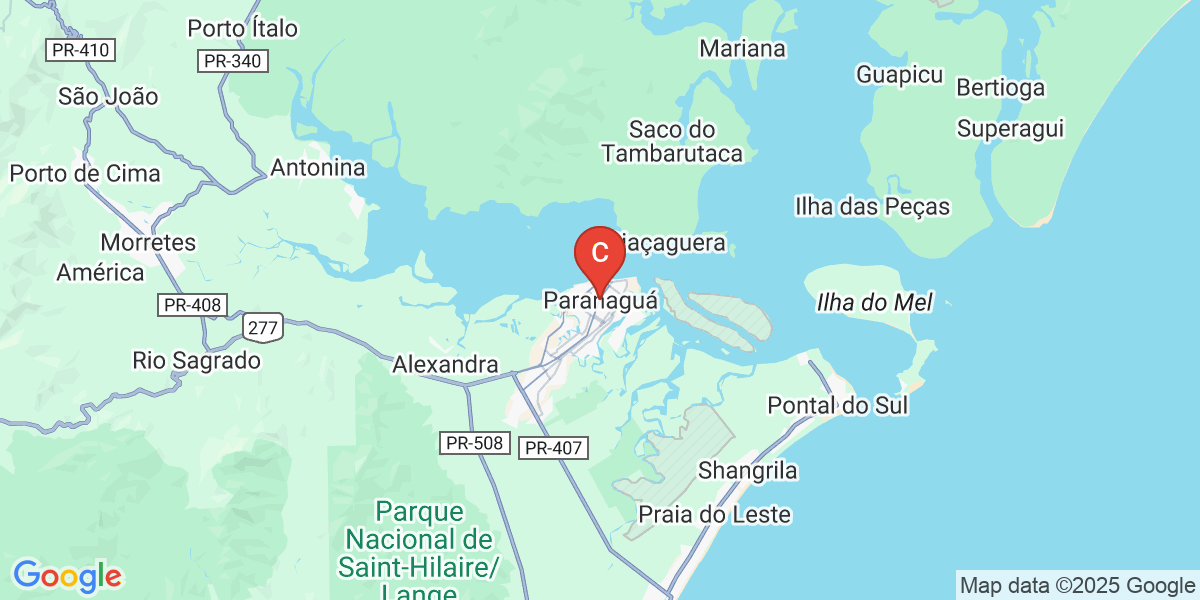 Porto Ítalo
PR-410
PR-340
Mariana
Guapicu
Bertioga
São João
Superagui
Saco do
Tambarutaca
Antonina
Porto de Cima
Ilha das Peças
Morretes
C
América
Paranaguá
Ilha do Mel
PR-408
277
Rio Sagrado
Alexandra
Pontal do Sul
PR-508
PR-407
Shangrila
Parque
Nacional de
Saint-Hilaire/
Lange
Praia do Leste
Google
Map data ©2025 Google